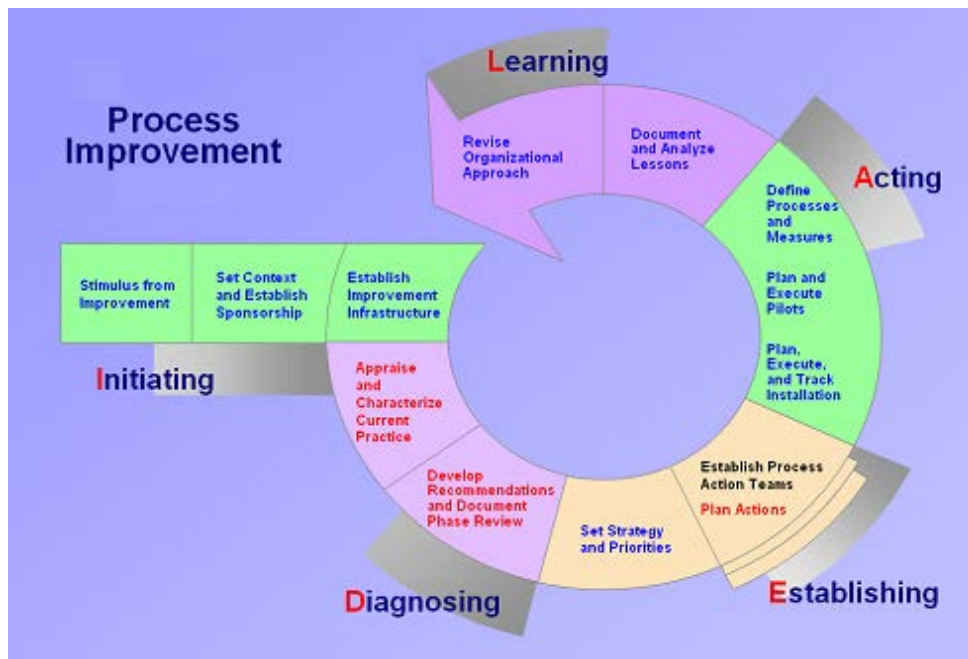 Process
Improvement
Learning
Revise
Organizational
Approach
Document
and Analyze
Lessons
Acting
Define
Processes
and
Measures
Plan and
Execute
Pilots
Plan,
Execute,
and Track
Installation
Stimulus from
Improvement
Set Context
and Establish
Sponsorship
Establish
Improvement
Infrastructure
Initiating
Appraise
and
Characterize
Current
Practice
Develop
Recommendations
and Document
Phase Review
Diagnosing
Set Strategy
and Priorities
Establish Process
Action Teams
Plan Actions
Establishing